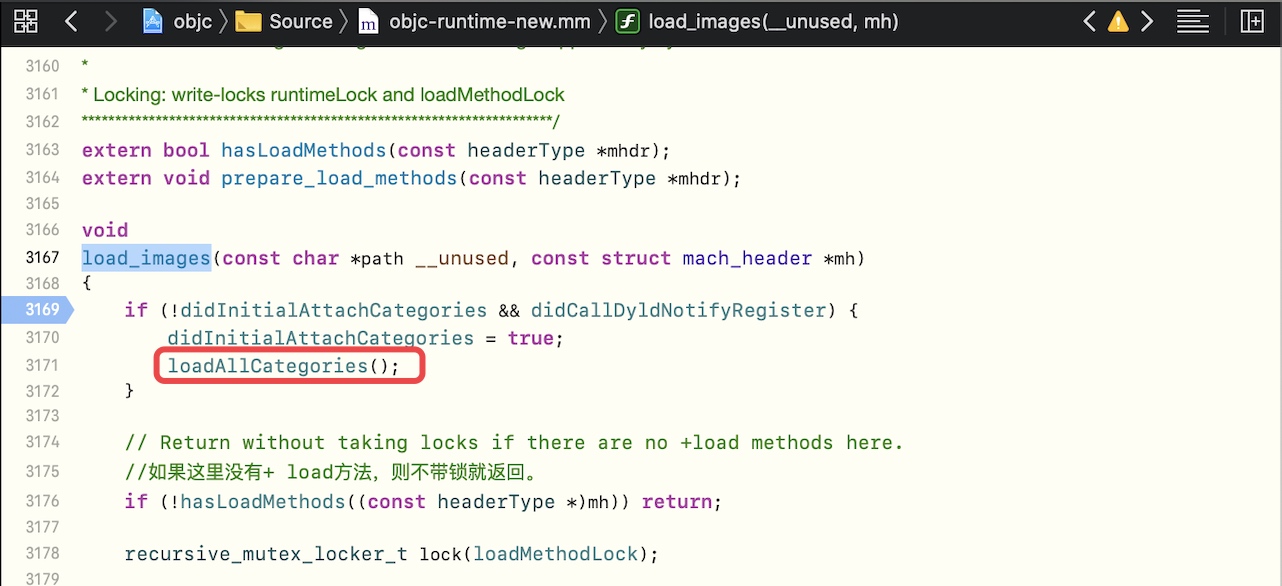 objc Source objc-runtime-new.mm load_images(__unused, mh)
3160 *
3161 * Locking: write-locks runtimeLock and loadMethodLock
3162 **********************************************************************/
3163 extern bool hasLoadMethods(const headerType *mhdr);
3164 extern void prepare_load_methods(const headerType *mhdr);
3165
3166 void
3167 load_images(const char *path __unused, const struct mach_header *mh)
3168 {
3169 if (!didInitialAttachCategories && didCallDyldNotifyRegister) {
3170 didInitialAttachCategories = true;
3171 loadAllCategories();
3172 }
3173
3174 // Return without taking locks if there are no +load methods here.
3175 //如果这里没有+ load方法，则不带锁就返回。
3176 if (!hasLoadMethods((const headerType *)mh)) return;
3177
3178 recursive_mutex_locker_t lock(loadMethodLock);
3179